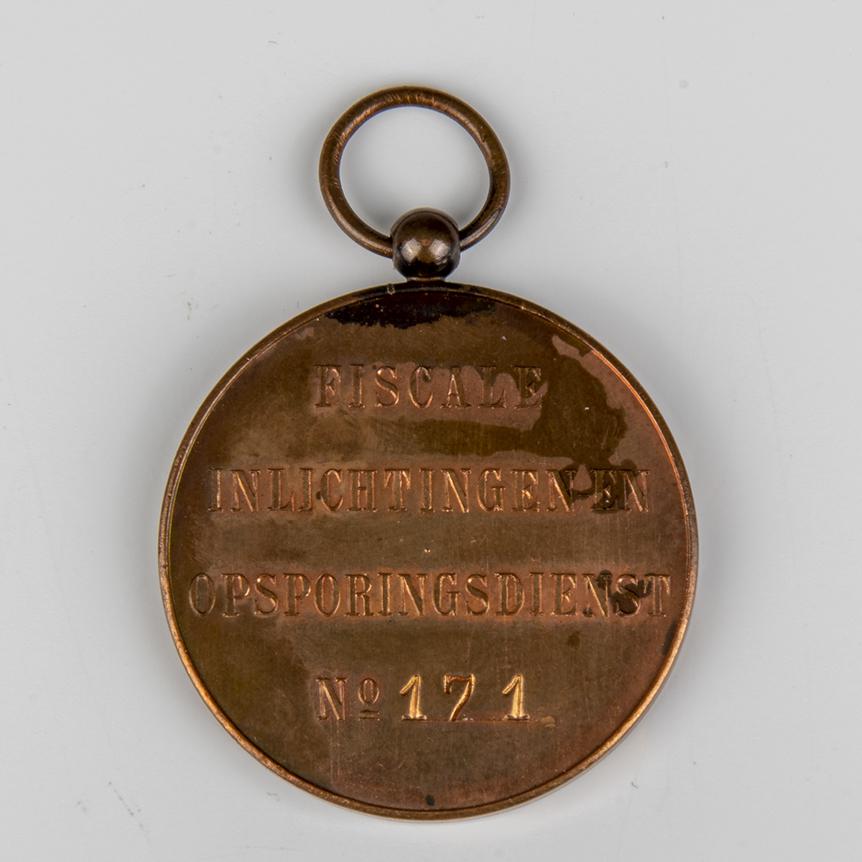 FISCALE
INLICHTINGEN EN
OPSPORINGSDIENST
Nº 171